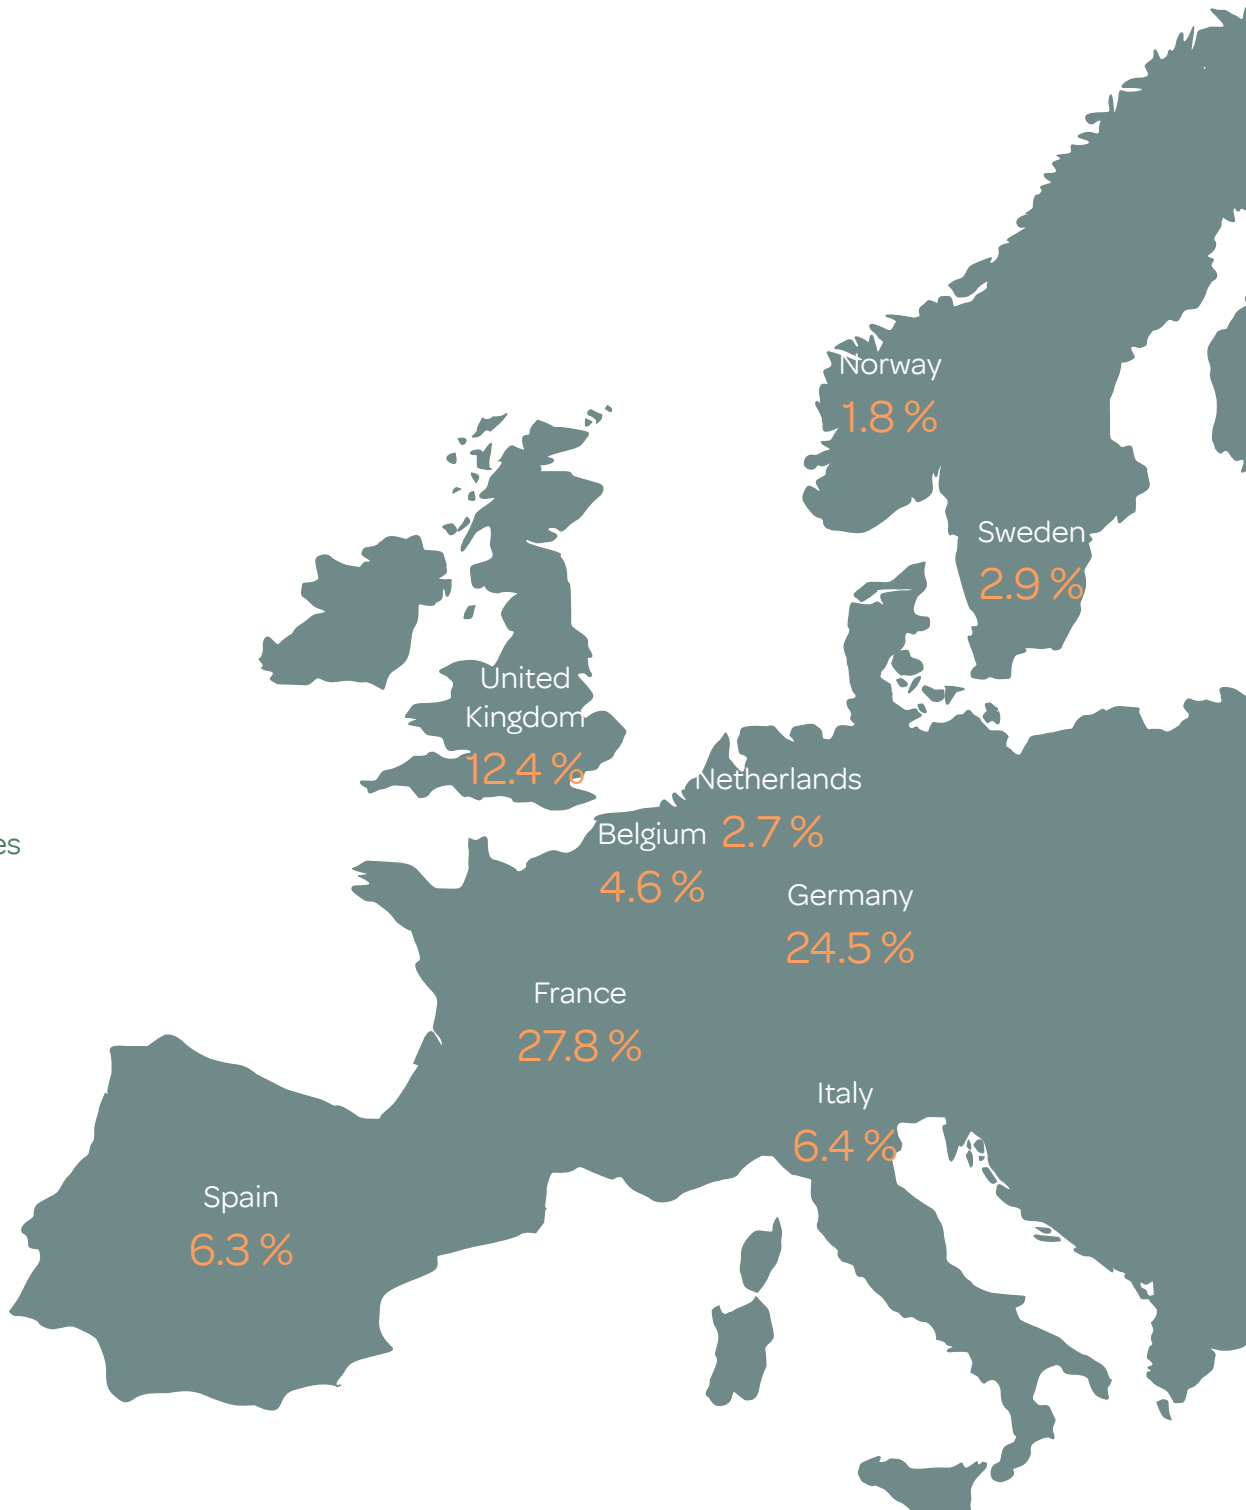 Norway
1.8 %
Sweden
2.9 %
United
Kingdom
12.4 %
Netherlands
2.7 %
Belgium
4.6 %
es
Germany
24.5 %
France
27.8 %
Italy
6.4 %
Spain
6.3 %